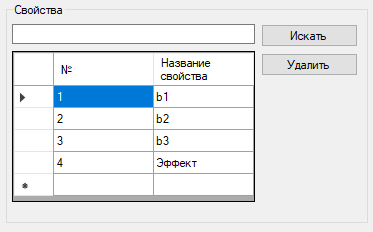 Свойства
Искать
Удалить
№ Название
свойства
1 b1
2 b2
3 b3
4 Эффект